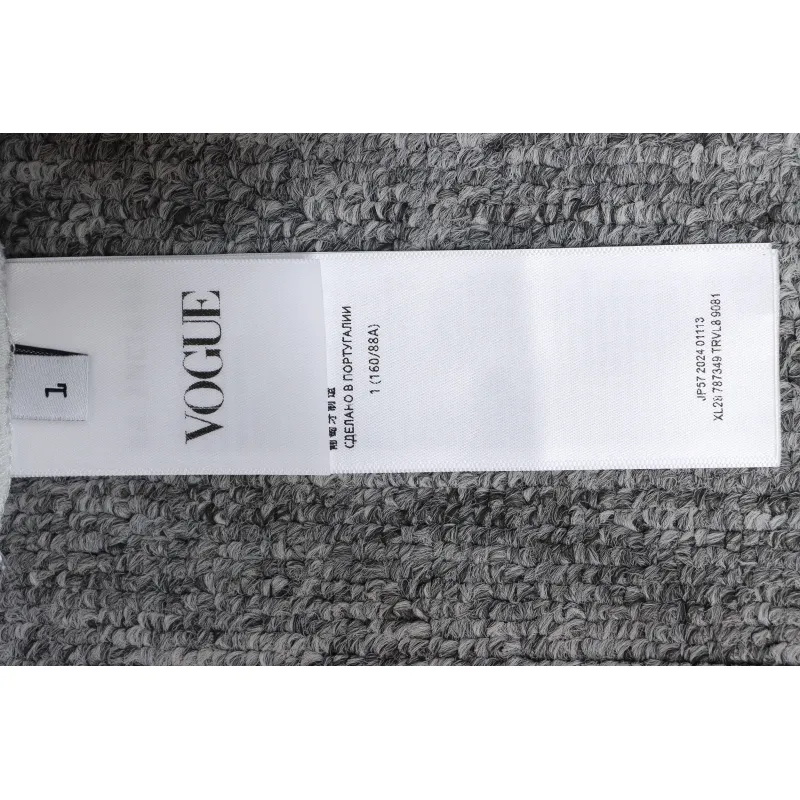 1
VOGUE
葡萄牙制造
СДЕЛАНО В ПОРТУГАЛИИ
1 (160/88A)
JP57 2024 01113
XL28 787349 TRVL8 9081